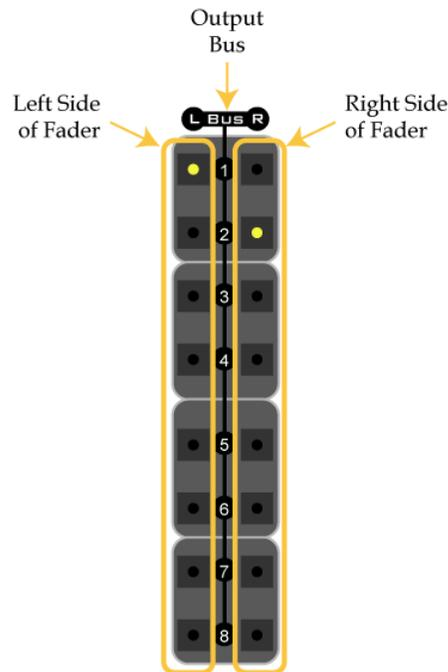 Output
Bus
Left Side
of Fader
Right Side
of Fader
L Bus R
1
2
3
4
5
6
7
8